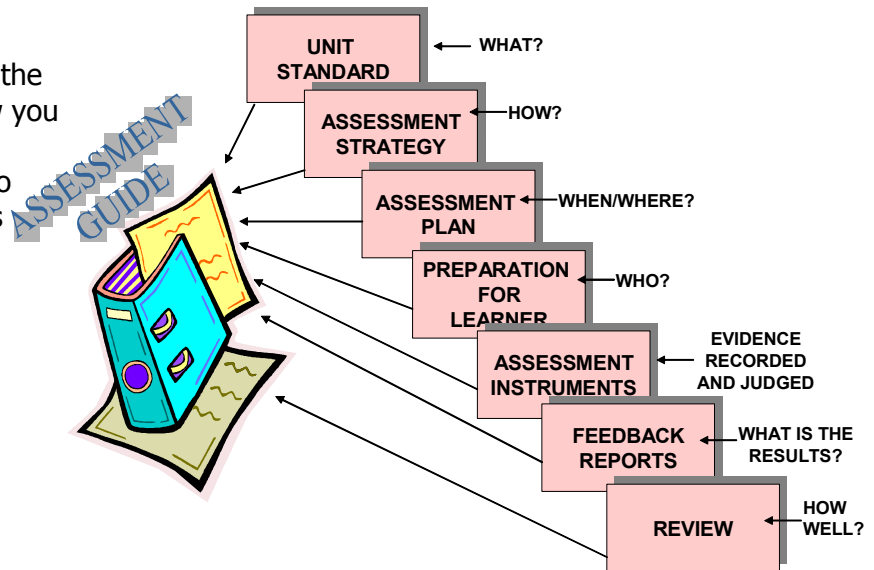 the
you
ASSESSMENT
GUIDE
UNIT
STANDARD
WHAT?
ASSESSMENT
STRATEGY
HOW?
ASSESSMENT
PLAN
WHEN/WHERE?
PREPARATION
FOR
LEARNER
WHO?
ASSESSMENT
INSTRUMENTS
EVIDENCE
RECORDED
AND JUDGED
FEEDBACK
REPORTS
WHAT IS THE
RESULTS?
REVIEW
HOW
WELL?